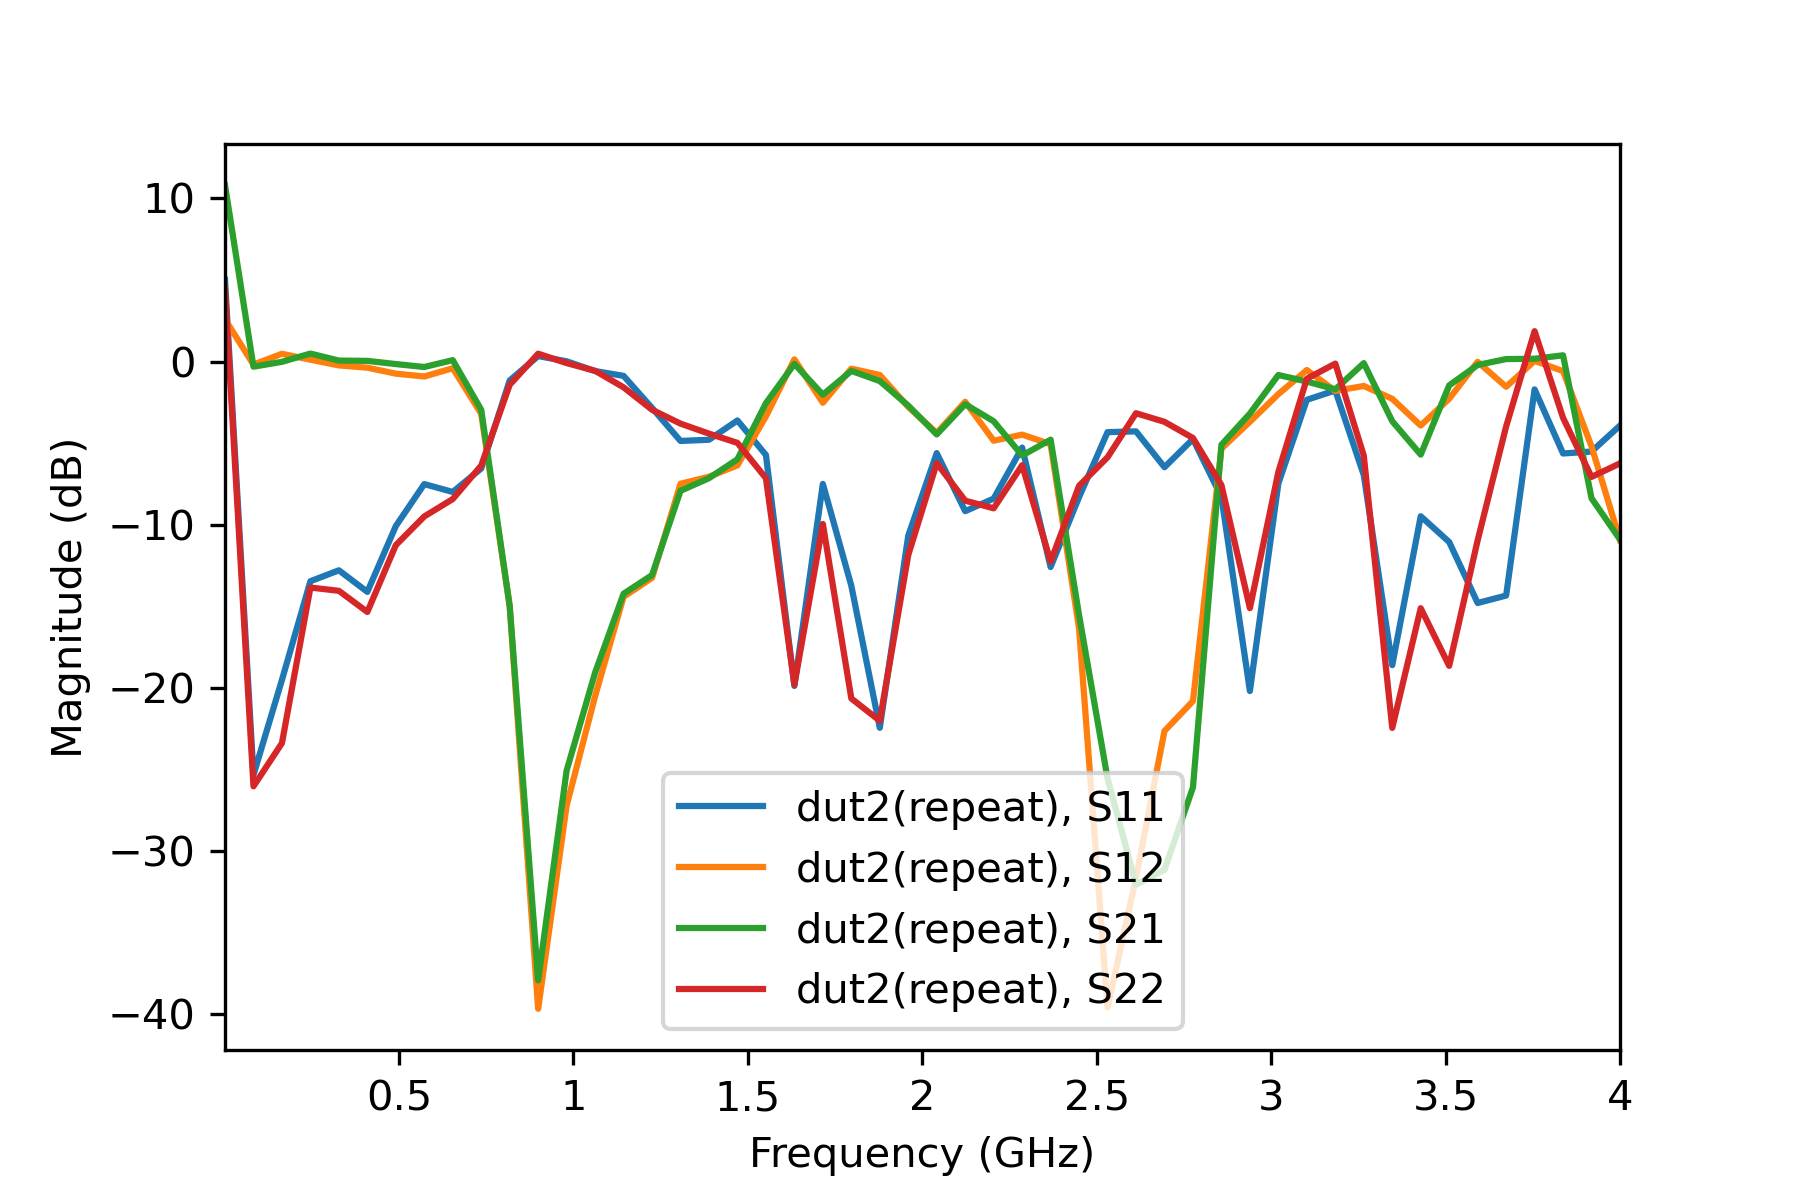 10
0
−10
−20
−30
−40
Magnitude (dB)
dut2(repeat), S11
dut2(repeat), S12
dut2(repeat), S21
dut2(repeat), S22
0.5 1 1.5 2 2.5 3 3.5 4
Frequency (GHz)